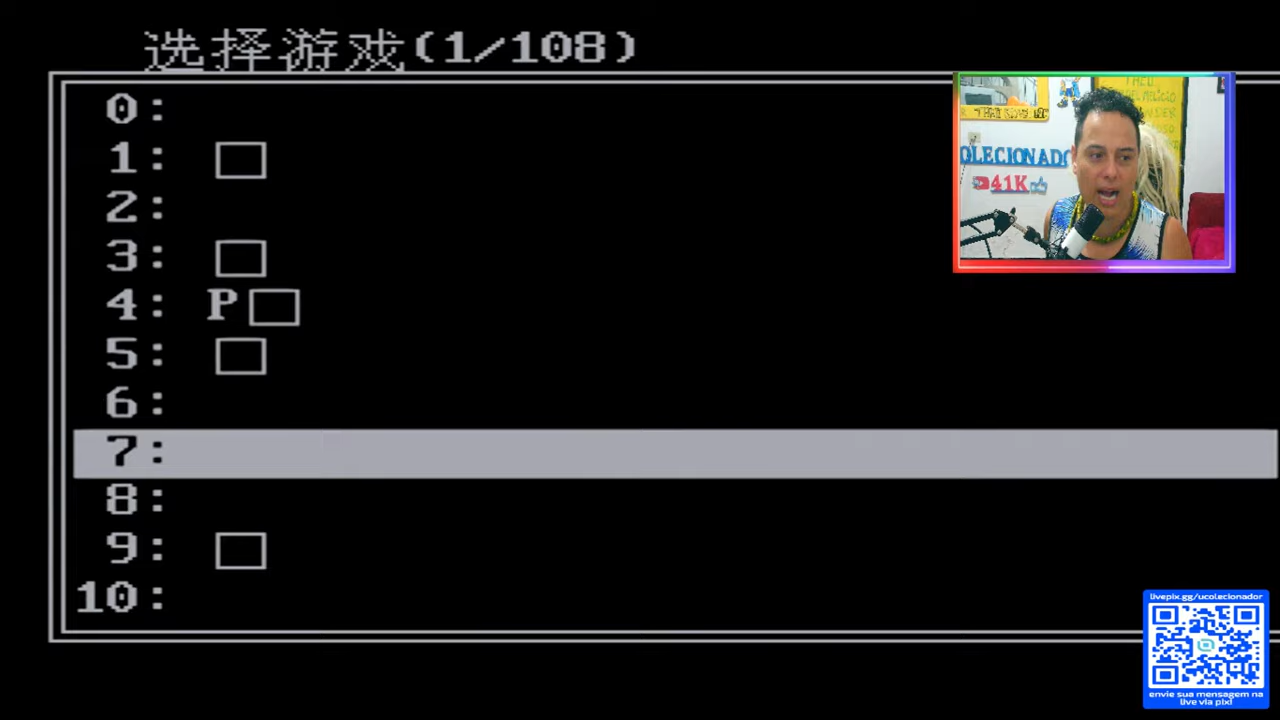 选择游戏(1/108)
0:
1: □
2:
3: □
4: P□
5: □
6:
7:
8:
9: □
10:
OLECIONADO
41K
livepix.gg/ucolecionador
envie sua mensagem na
live via pix!